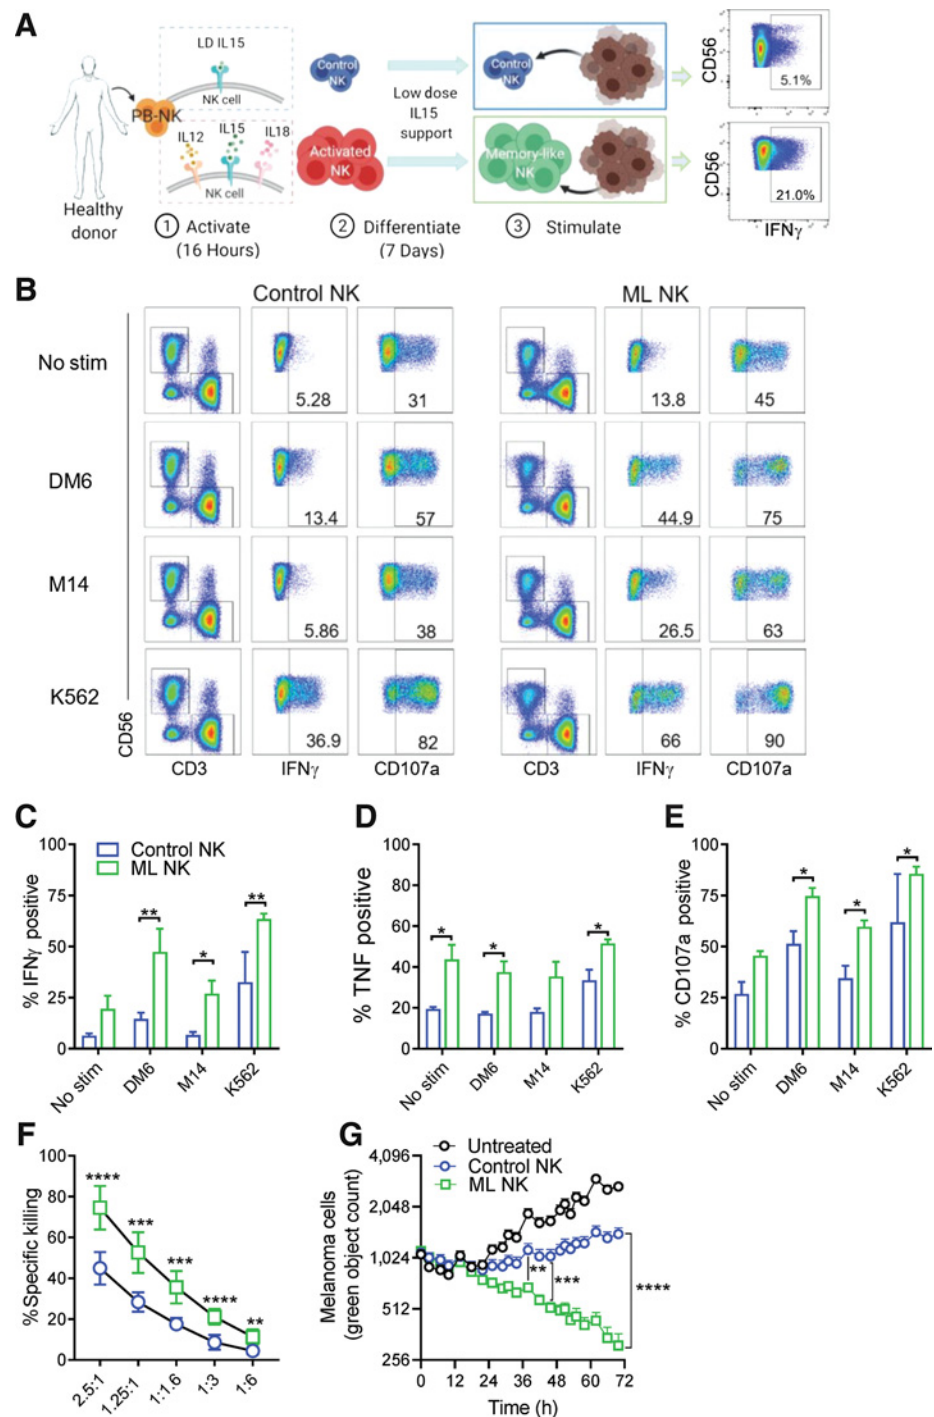 A
LD IL15
NK cell
PB-NK
IL12 IL15 IL18
NK cell
Healthy
donor
1 Activate
(16 Hours)
Control
NK
Activated
NK
Low dose
IL15
support
2 Differentiate
(7 Days)
Control
NK
Memory-like
NK
3 Stimulate
CD56
5.1%
CD56
21.0%
IFNγ
B
Control NK ML NK
No stim
5.28 31 13.8 45
DM6
13.4 57 44.9 75
M14
5.86 38 26.5 63
K562
36.9 82 66 90
CD56
CD3 IFNγ CD107a CD3 IFNγ CD107a
C
% IFNγ positive
100
75
50
25
0
Control NK
ML NK
** * **
No stim DM6 M14 K562
D
% TNF positive
100
80
60
40
20
0
* * *
No stim DM6 M14 K562
E
% CD107a positive
100
75
50
25
0
* * *
No stim DM6 M14 K562
F
%Specific killing
100
80
60
40
20
0
**** *** *** **** **
2.5:1 1.25:1 1:1.6 1:3 1:6
G
Untreated
Control NK
ML NK
Melanoma cells
(green object count)
4,096
2,048
1,024
512
256
** *** ****
0 12 24 36 48 60 72
Time (h)